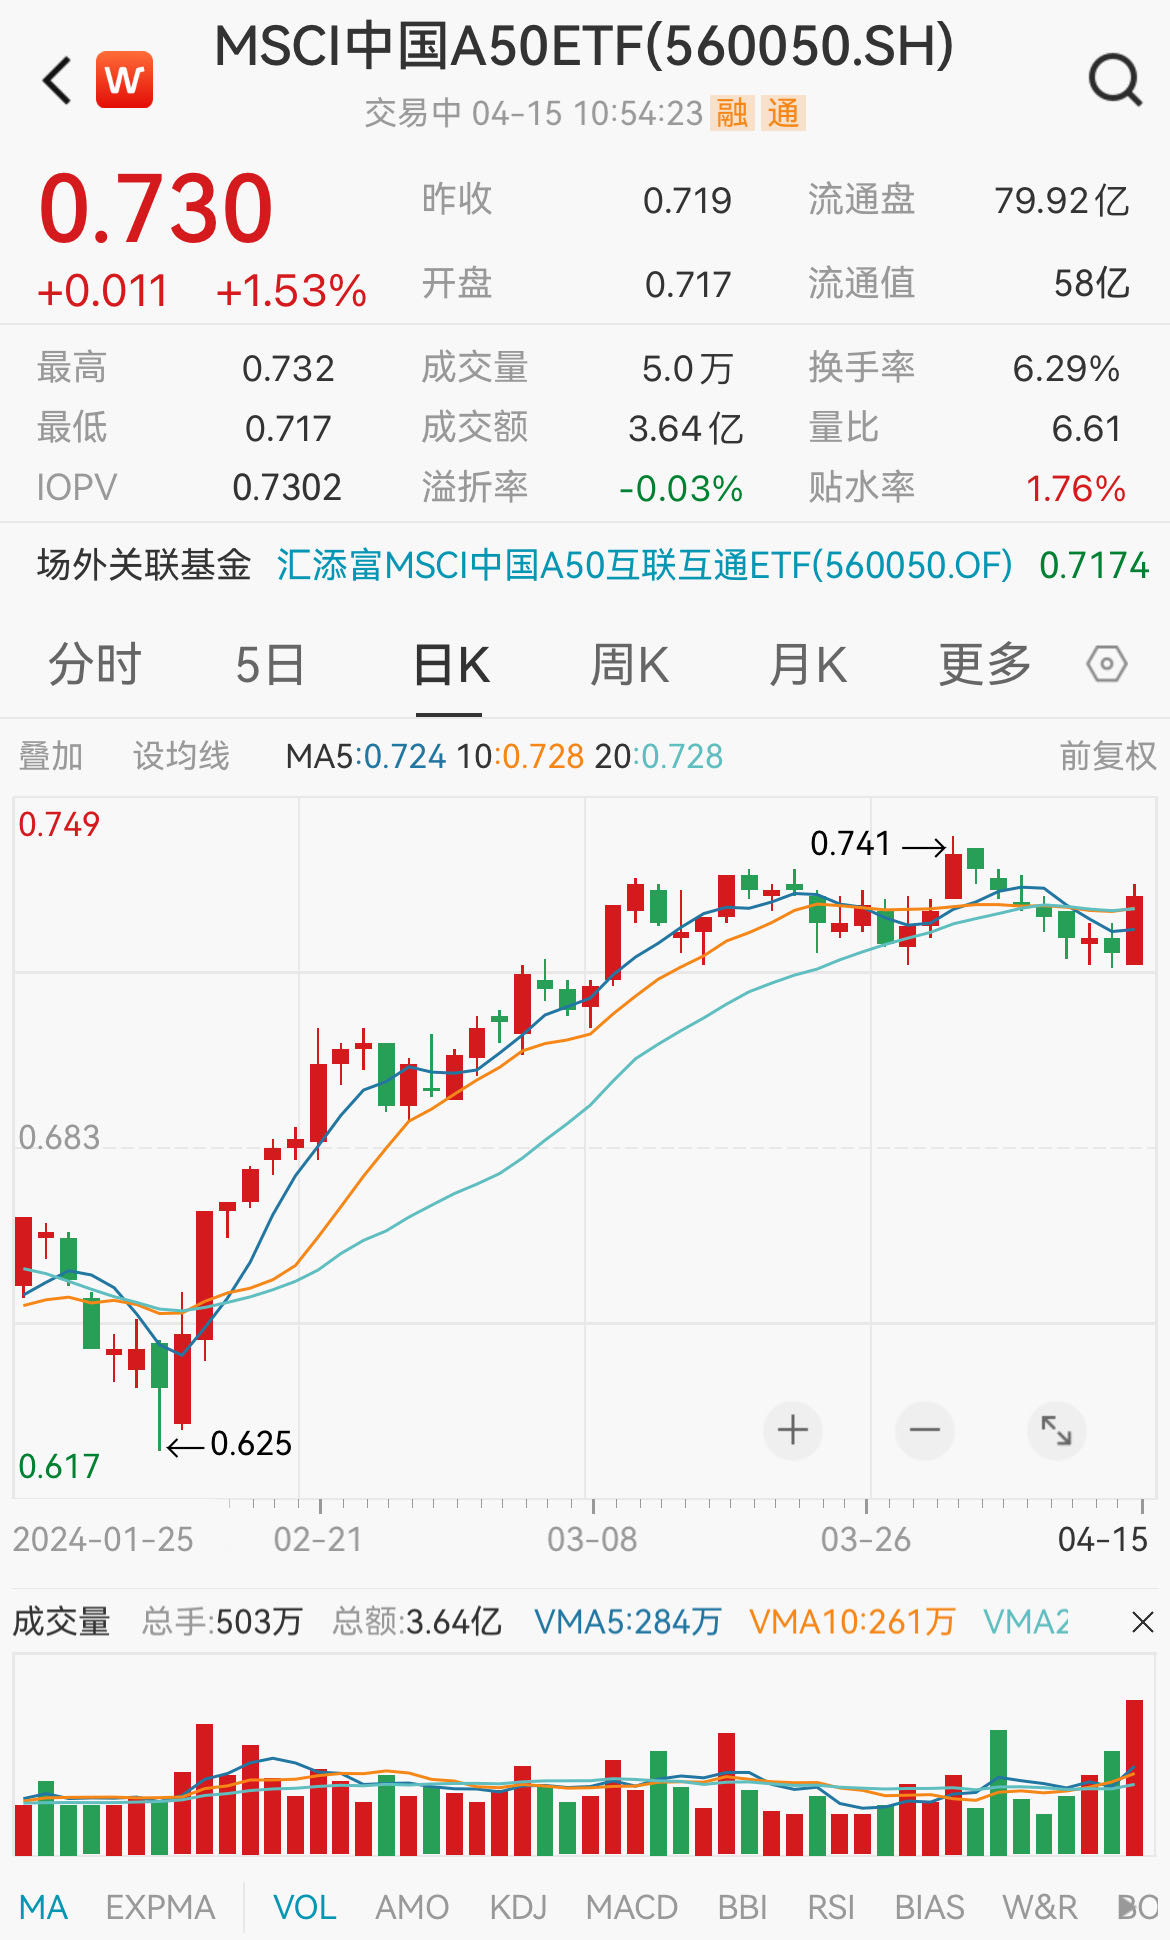 MSCI中国A50ETF(560050.SH)
W
交易中 04-15 10:54:23 融 通
0.730 昨收 0.719 流通盘 79.92亿
+0.011 +1.53% 开盘 0.717 流通值 58亿
最高 0.732 成交量 5.0万 换手率 6.29%
最低 0.717 成交额 3.64亿 量比 6.61
IOPV 0.7302 溢折率 -0.03% 贴水率 1.76%
场外关联基金 汇添富MSCI中国A50互联互通ETF(560050.OF) 0.7174
分时 5日 日K 周K 月K 更多
叠加 设均线 MA5:0.724 10:0.728 20:0.728 前复权
0.749
0.741
0.683
0.625
0.617
2024-01-25 02-21 03-08 03-26 04-15
成交量 总手:503万 总额:3.64亿 VMA5:284万 VMA10:261万 VMA2
MA EXPMA VOL AMO KDJ MACD BBI RSI BIAS W&R BO